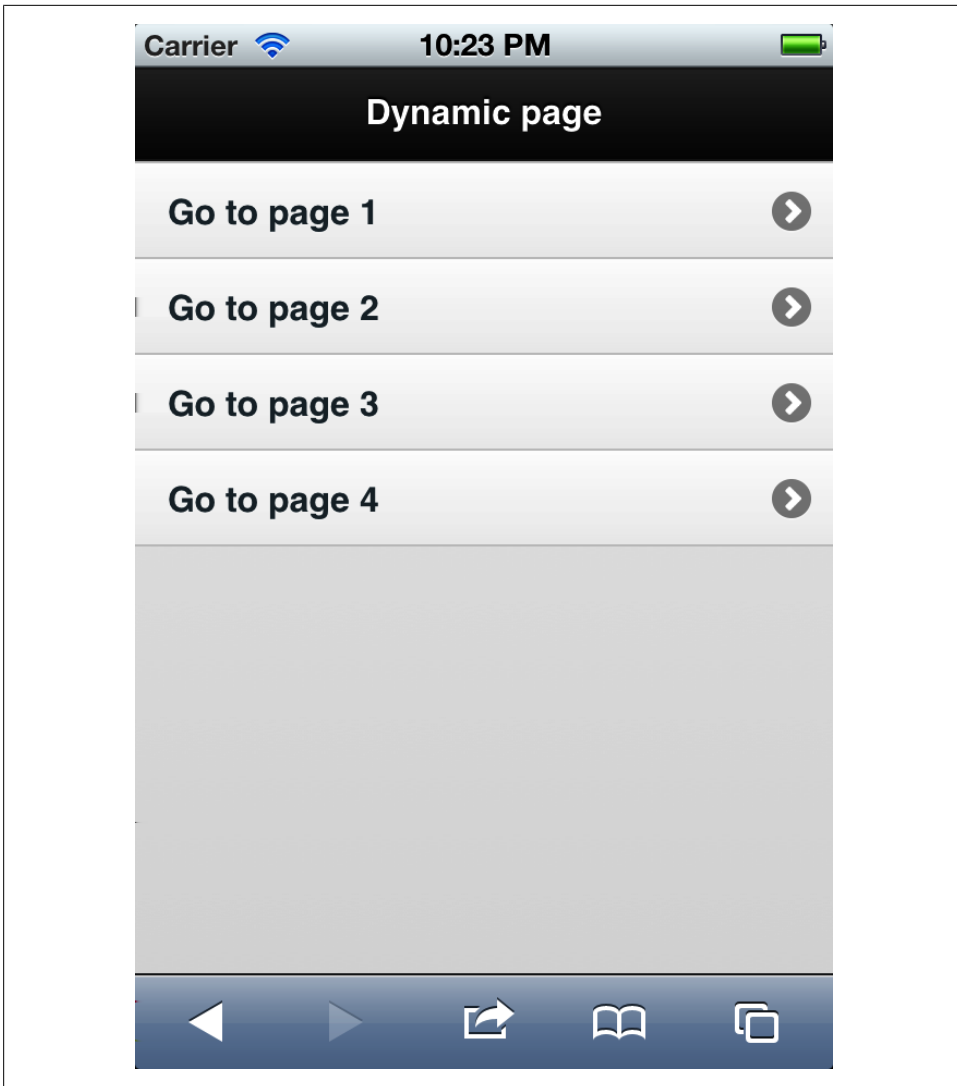 Carrier 10:23 PM
Dynamic page
Go to page 1
Go to page 2
Go to page 3
Go to page 4